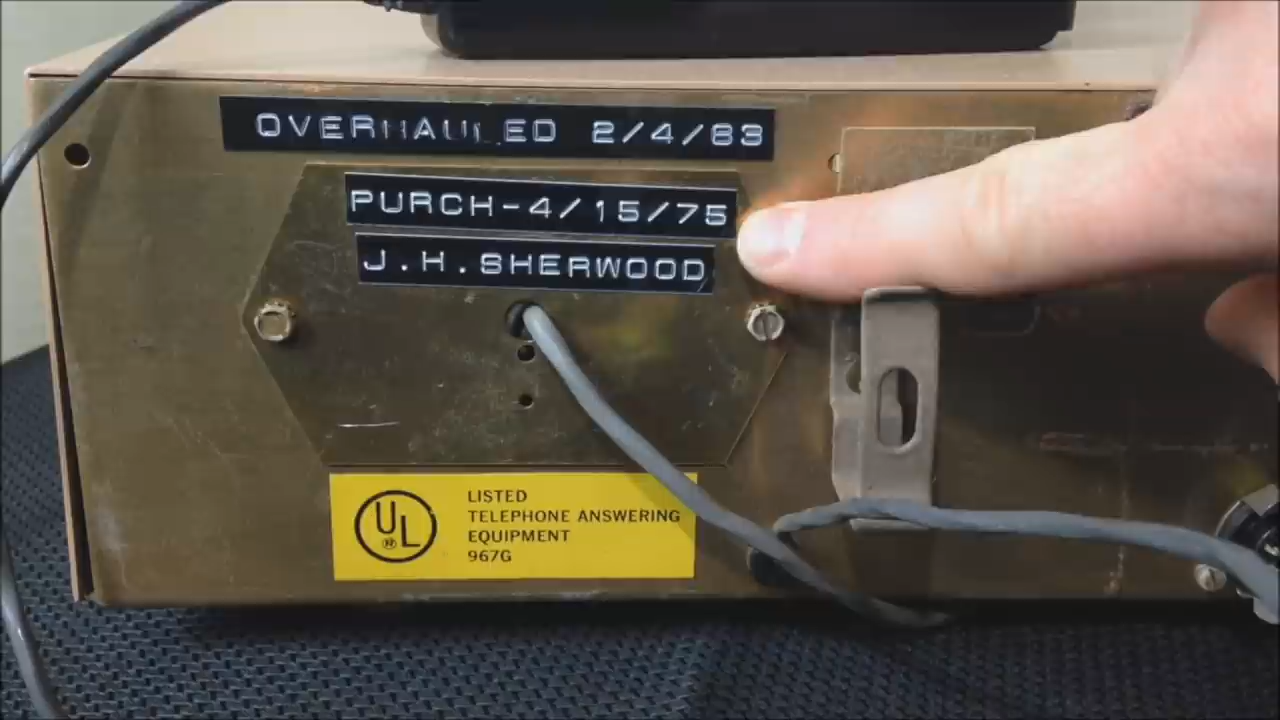 OVERHAULED 2/4/83
PURCH-4/15/75
J.H.SHERWOOD
UL
®
LISTED
TELEPHONE ANSWERING
EQUIPMENT
967G